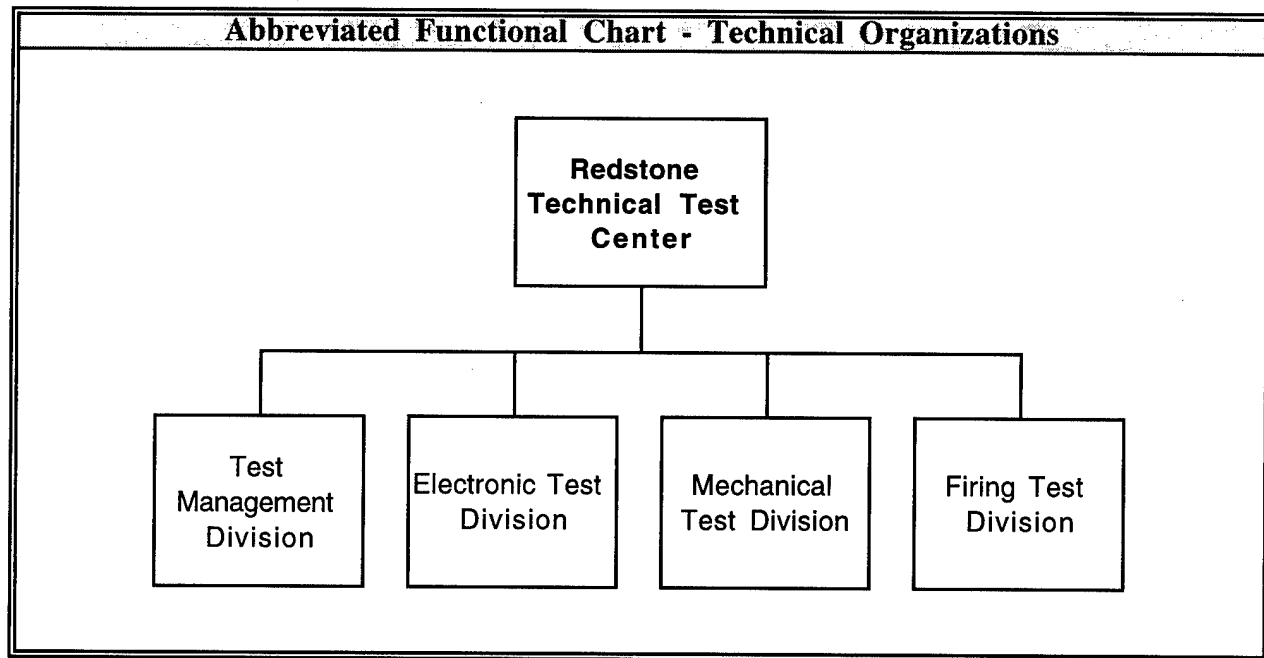 Abbreviated Functional Chart - Technical Organizations
Redstone
Technical Test
Center
Test
Management
Division
Electronic Test
Division
Mechanical
Test Division
Firing Test
Division